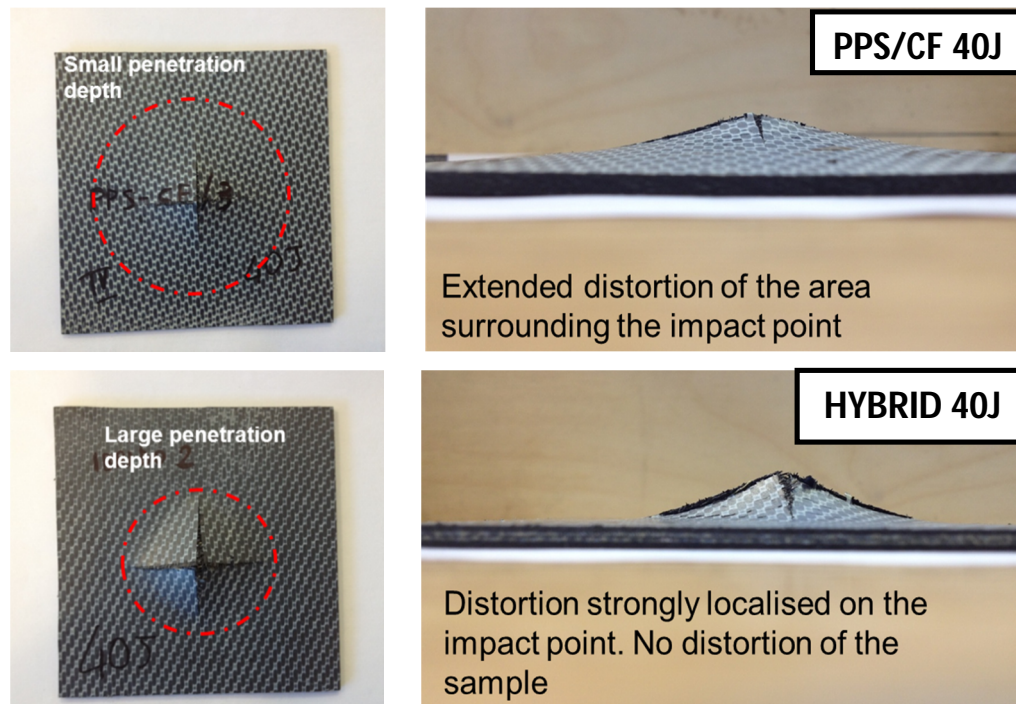 Small penetration
depth
PPS-CF
40J
PPS/CF 40J
Extended distortion of the area
surrounding the impact point
Large penetration
depth
2
40J
HYBRID 40J
Distortion strongly localised on the
impact point. No distortion of the
sample